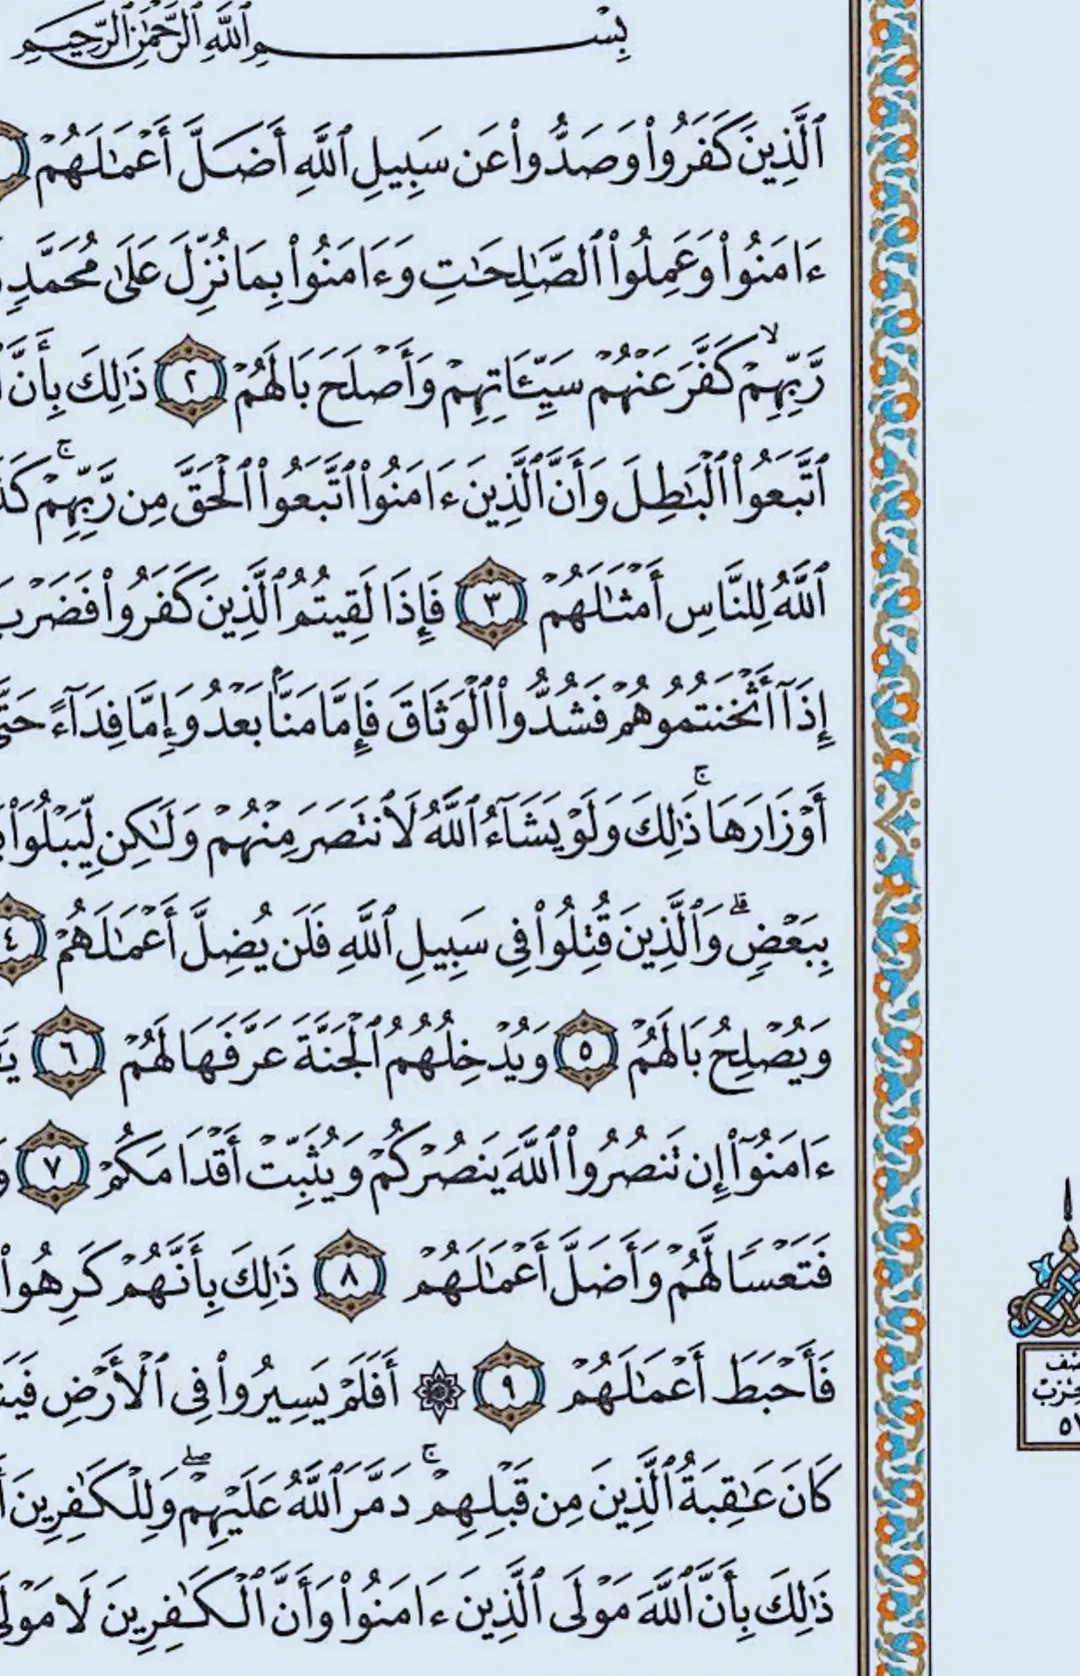 بِسْمِ ٱللَّهِ ٱلرَّحْمَٰنِ ٱلرَّحِيمِ
ٱلَّذِينَ كَفَرُواْ وَصَدُّواْ عَن سَبِيلِ ٱللَّهِ أَضَلَّ أَعْمَٰلَهُمْ
ءَامَنُواْ وَعَمِلُواْ ٱلصَّٰلِحَٰتِ وَءَامَنُواْ بِمَا نُزِّلَ عَلَىٰ مُحَمَّدٍ
رَّبِّهِمْ ۙ كَفَّرَ عَنْهُمْ سَيِّـَٔاتِهِمْ وَأَصْلَحَ بَالَهُمْ ٢ ذَٰلِكَ بِأَنَّ
ٱتَّبَعُواْ ٱلْبَٰطِلَ وَأَنَّ ٱلَّذِينَ ءَامَنُواْ ٱتَّبَعُواْ ٱلْحَقَّ مِن رَّبِّهِمْ ۚ
ٱللَّهُ لِلنَّاسِ أَمْثَٰلَهُمْ ٣ فَإِذَا لَقِيتُمُ ٱلَّذِينَ كَفَرُواْ
إِذَآ أَثْخَنتُمُوهُمْ فَشُدُّواْ ٱلْوَثَاقَ فَإِمَّا مَنًّۢا بَعْدُ وَإِمَّا فِدَآءً
أَوْزَارَهَا ۚ ذَٰلِكَ وَلَوْ يَشَآءُ ٱللَّهُ لَٱنتَصَرَ مِنْهُمْ وَلَٰكِن لِّيَبْلُوَاْ
بِبَعْضٍ ۗ وَٱلَّذِينَ قُتِلُواْ فِى سَبِيلِ ٱللَّهِ فَلَن يُضِلَّ أَعْمَٰلَهُمْ ٤
وَيُصْلِحُ بَالَهُمْ ٥ وَيُدْخِلُهُمُ ٱلْجَنَّةَ عَرَّفَهَا لَهُمْ ٦
ءَامَنُوٓاْ إِن تَنصُرُواْ ٱللَّهَ يَنصُرْكُمْ وَيُثَبِّتْ أَقْدَامَكُمْ ٧
فَتَعْسًا لَّهُمْ وَأَضَلَّ أَعْمَٰلَهُمْ ٨ ذَٰلِكَ بِأَنَّهُمْ كَرِهُواْ
فَأَحْبَطَ أَعْمَٰلَهُمْ ٩ ۞ أَفَلَمْ يَسِيرُواْ فِى ٱلْأَرْضِ
كَانَ عَٰقِبَةُ ٱلَّذِينَ مِن قَبْلِهِمْ ۚ دَمَّرَ ٱللَّهُ عَلَيْهِمْ ۖ وَلِلْكَٰفِرِينَ
ذَٰلِكَ بِأَنَّ ٱللَّهَ مَوْلَى ٱلَّذِينَ ءَامَنُواْ وَأَنَّ ٱلْكَٰفِرِينَ لَا